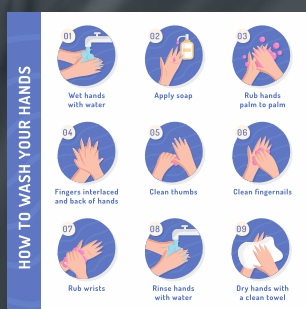 HOW TO WASH YOUR HANDS
01
Wet hands
with water
02
Apply soap
03
Rub hands
palm to palm
04
Fingers interlaced
and back of hands
05
Clean thumbs
06
Clean fingernails
07
Rub wrists
08
Rinse hands
with water
09
Dry hands with
a clean towel